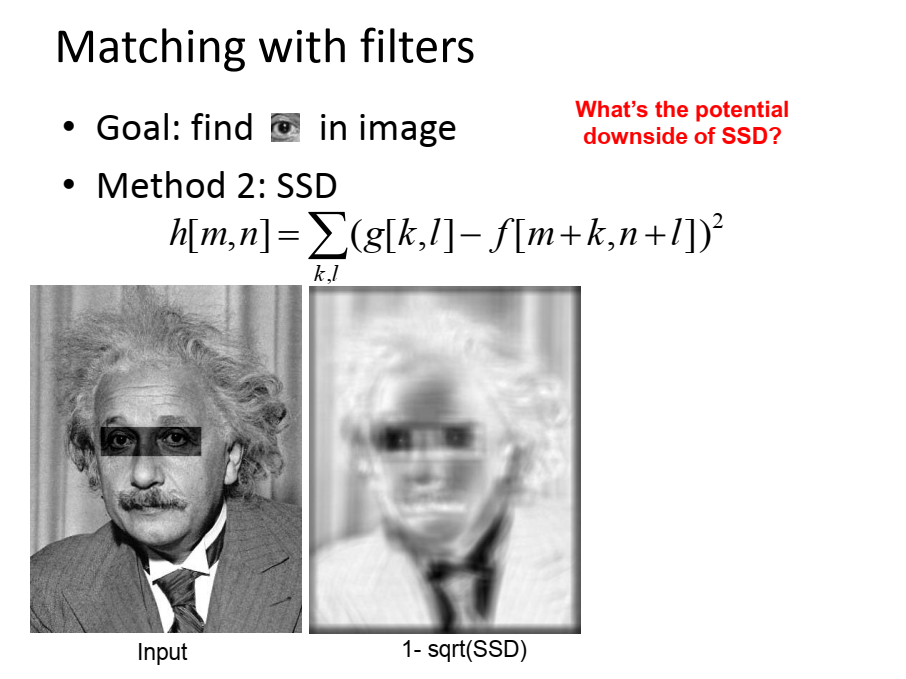 Matching with filters
• Goal: find in image
What's the potential
downside of SSD?
• Method 2: SSD
h[m,n] = ∑(g[k,l] − f[m+k,n+l])²
k,l
Input
1- sqrt(SSD)